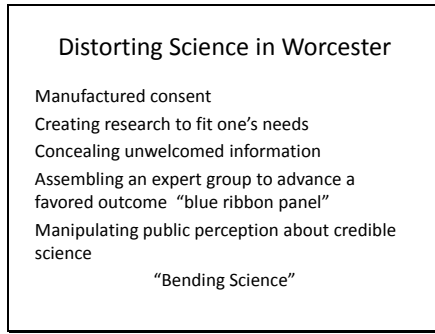 Distorting Science in Worcester
Manufactured consent
Creating research to fit one’s needs
Concealing unwelcomed information
Assembling an expert group to advance a
favored outcome  “blue ribbon panel”
Manipulating public perception about credible
science
“Bending Science”